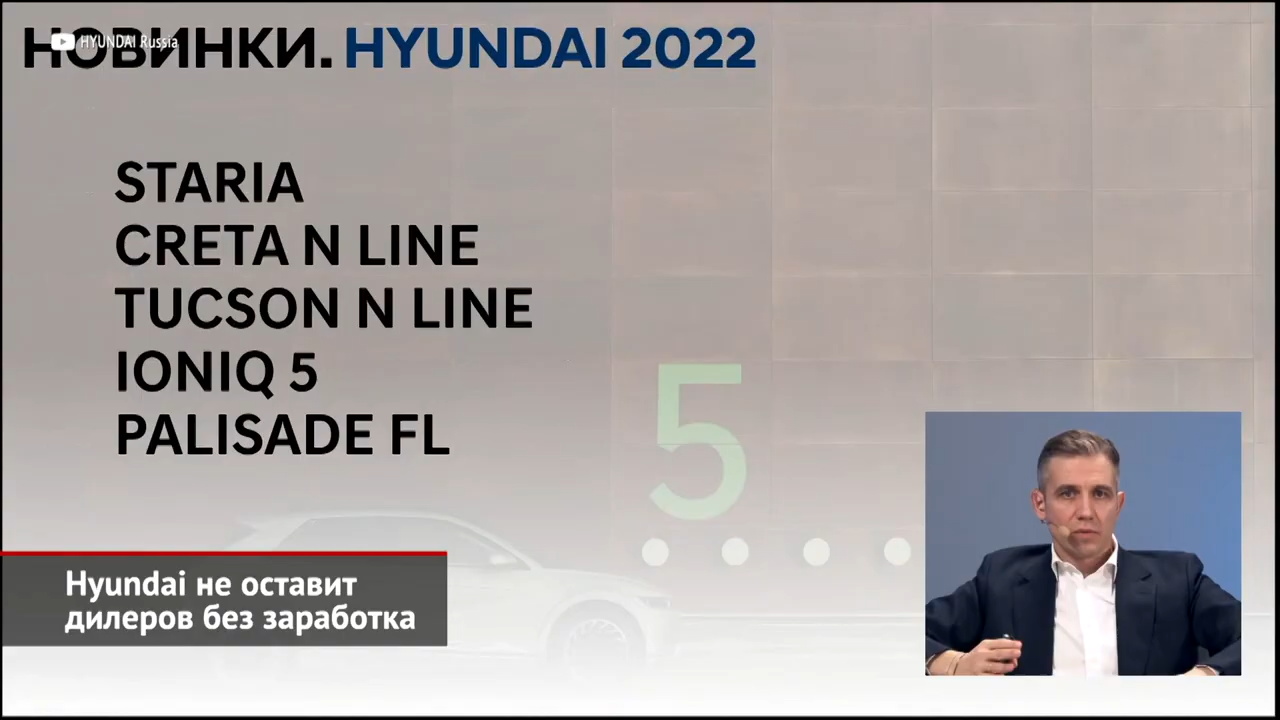 НОВИНКИ. HYUNDAI 2022
HYUNDAI Russia
STARIA
CRETA N LINE
TUCSON N LINE
IONIQ 5
PALISADE FL
5
Hyundai не оставит
дилеров без заработка